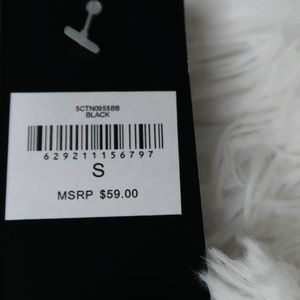 5CTN0955BB
BLACK
629211156797
S
MSRP $59.00